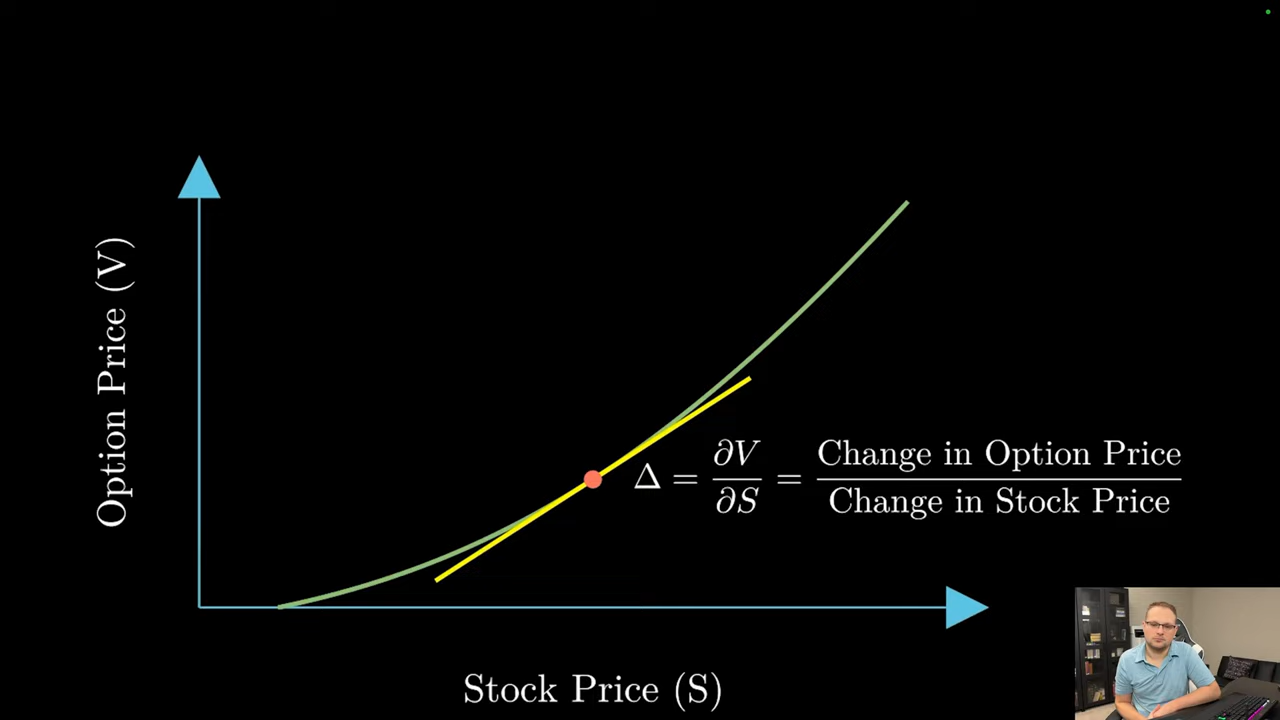 Option Price (V)
Δ = ∂V/∂S = Change in Option Price/Change in Stock Price
Stock Price (S)